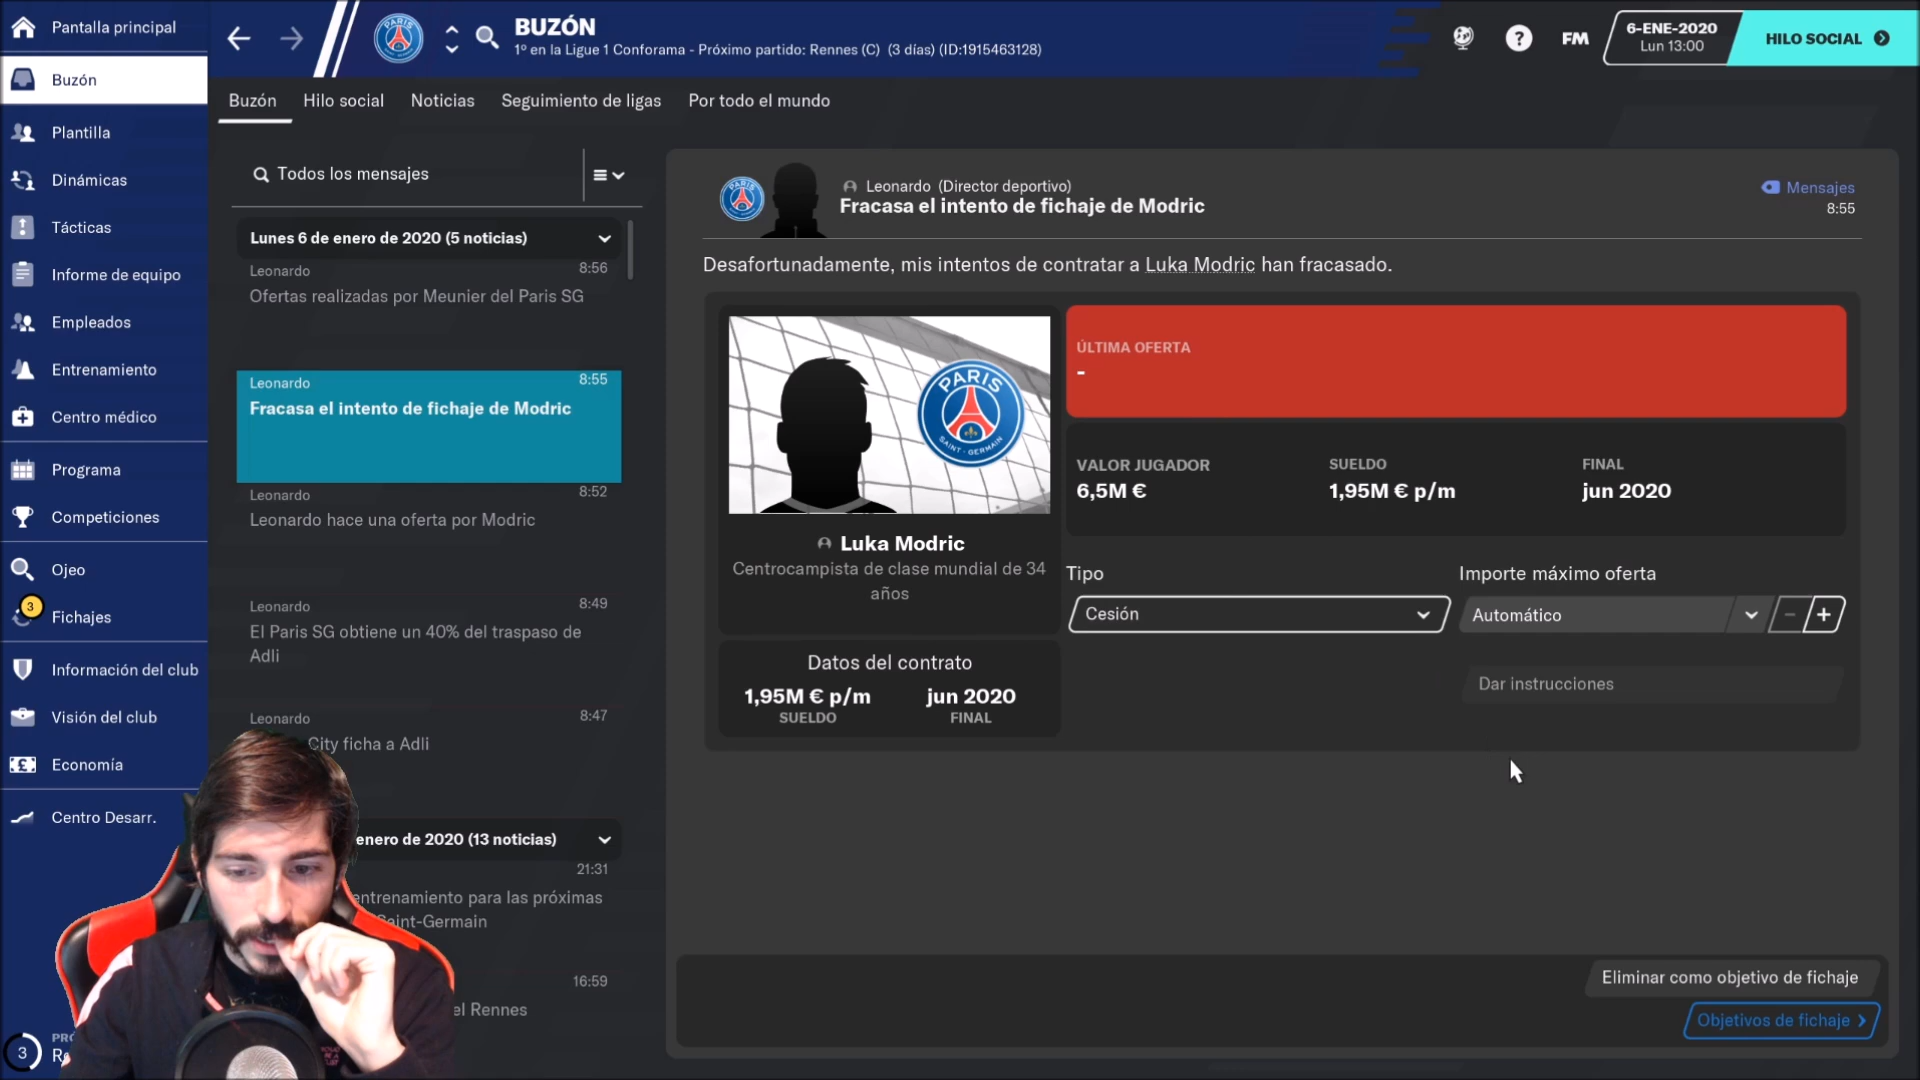 Pantalla principal
Buzón
Plantilla
Dinámicas
Tácticas
Informe de equipo
Empleados
Entrenamiento
Centro médico
Programa
Competiciones
Ojeo
3
Fichajes
Información del club
Visión del club
Economía
Centro Desarr.
3
BUZÓN
1º en la Ligue 1 Conforama - Próximo partido: Rennes (C) (3 días) (ID:1915463128)
FM
6-ENE-2020
Lun 13:00
HILO SOCIAL
Buzón
Hilo social
Noticias
Seguimiento de ligas
Por todo el mundo
Todos los mensajes
Lunes 6 de enero de 2020 (5 noticias)
Leonardo 8:56
Ofertas realizadas por Meunier del Paris SG
Leonardo 8:55
Fracasa el intento de fichaje de Modric
Leonardo 8:52
Leonardo hace una oferta por Modric
Leonardo 8:49
El Paris SG obtiene un 40% del traspaso de
Adli
Leonardo 8:47
City ficha a Adli
enero de 2020 (13 noticias)
21:31
entrenamiento para las próximas
Saint-Germain
16:59
el Rennes
PARIS
Leonardo (Director deportivo)
Fracasa el intento de fichaje de Modric
Mensajes
8:55
Desafortunadamente, mis intentos de contratar a Luka Modric han fracasado.
PARIS
SAINT-GERMAIN
Luka Modric
Centrocampista de clase mundial de 34
años
Datos del contrato
1,95M € p/m
SUELDO
jun 2020
FINAL
ÚLTIMA OFERTA
-
VALOR JUGADOR
6,5M €
SUELDO
1,95M € p/m
FINAL
jun 2020
Tipo
Cesión
Importe máximo oferta
Automático
Dar instrucciones
Eliminar como objetivo de fichaje
Objetivos de fichaje